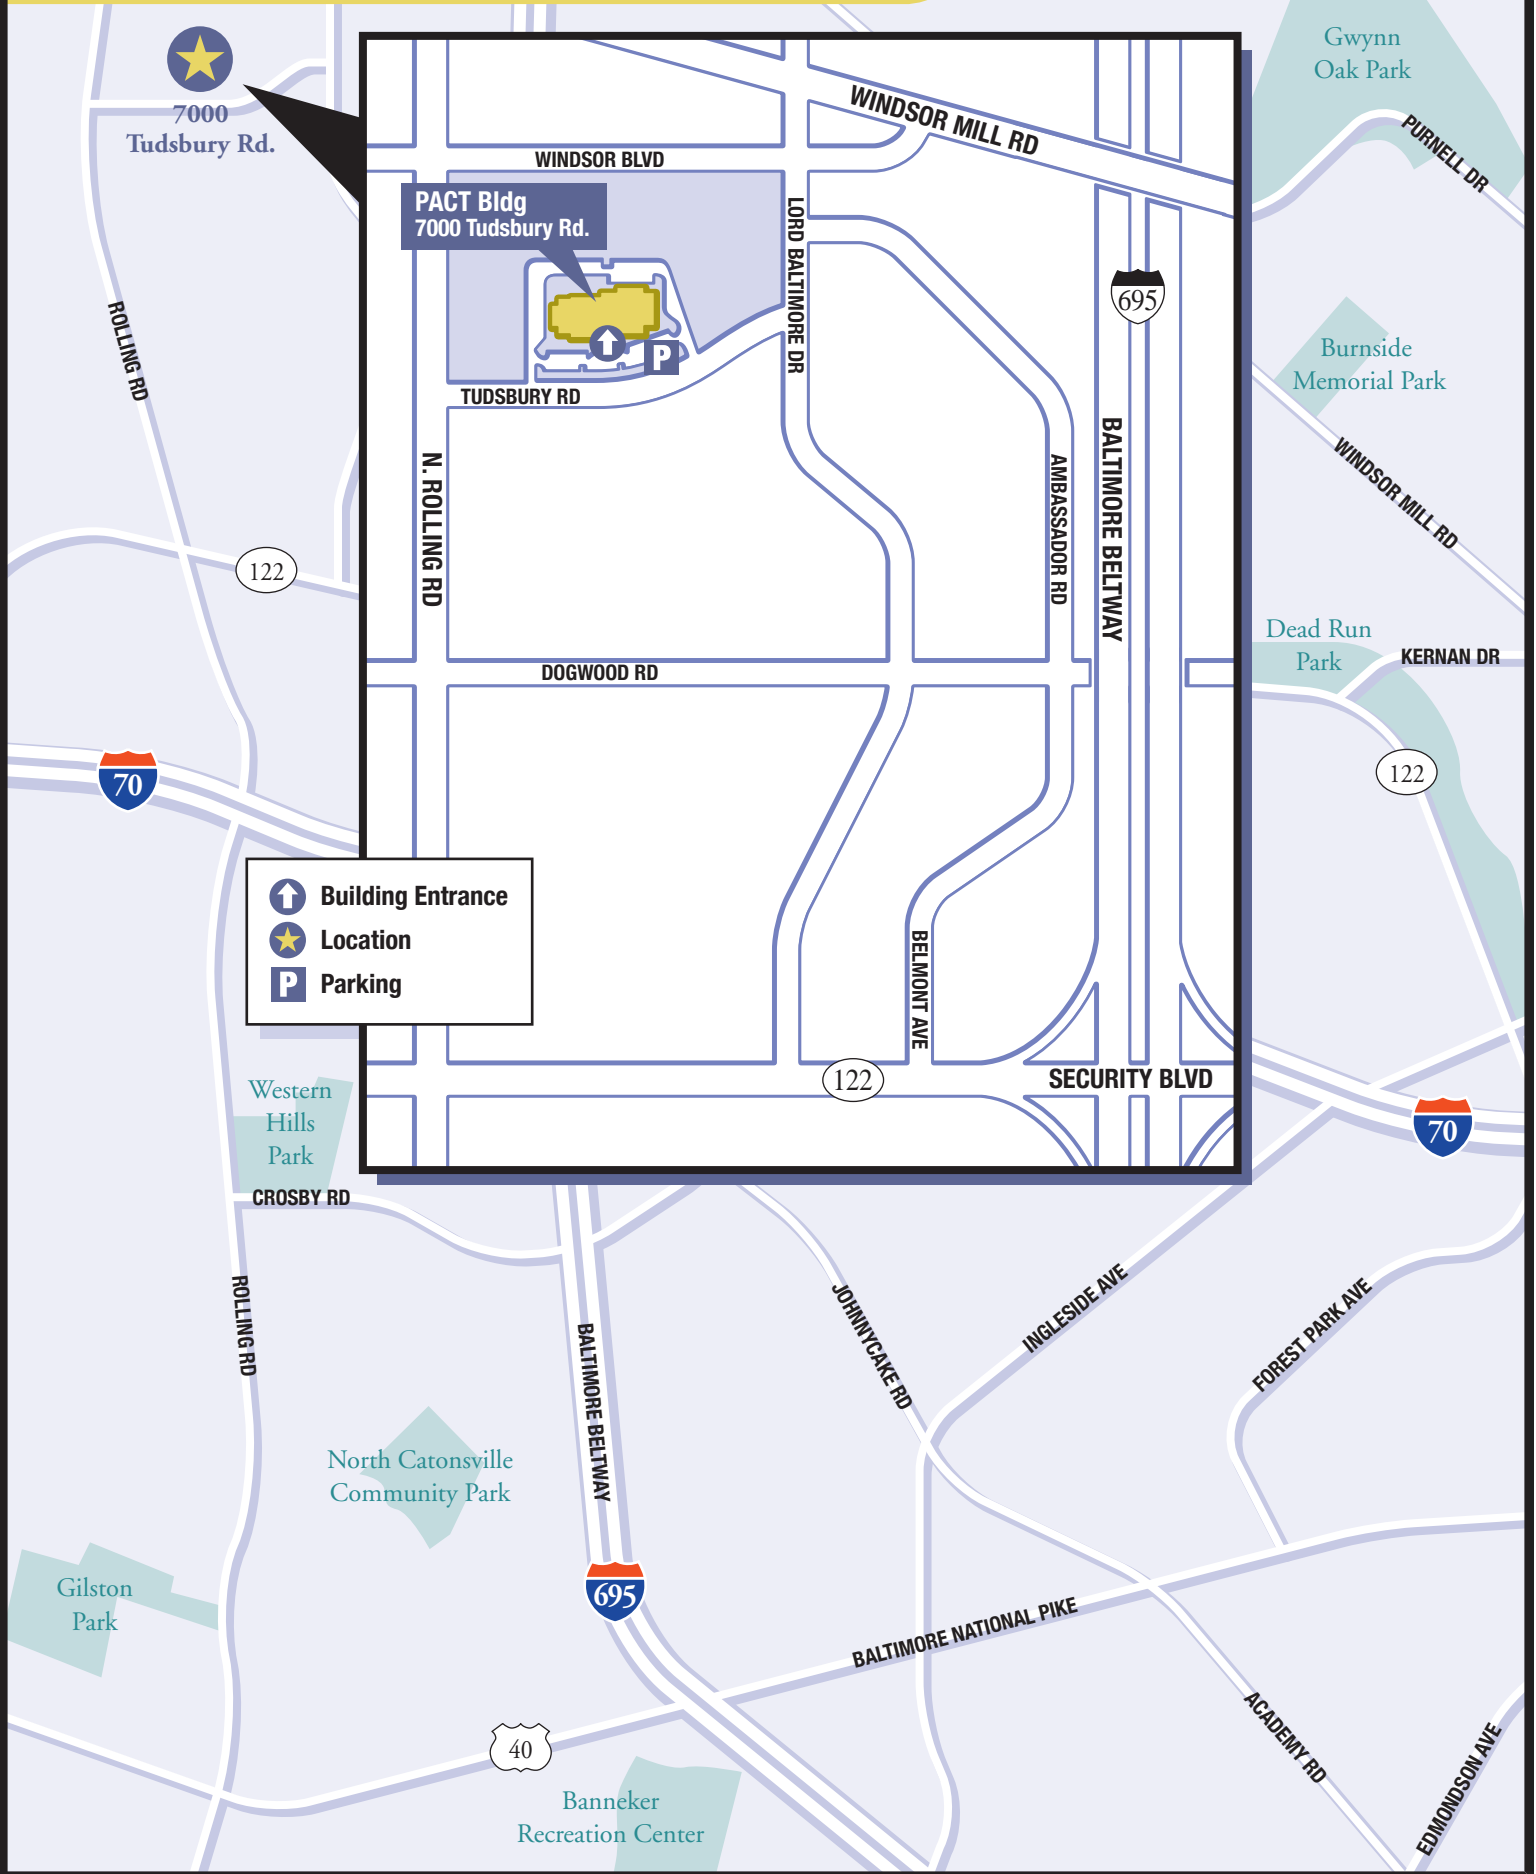 7000
Tudsbury Rd.
Gwynn
Oak Park
PURNELL DR
WINDSOR MILL RD
WINDSOR BLVD
PACT Bldg
7000 Tudsbury Rd.
LORD BALTIMORE DR
695
P
TUDSBURY RD
ROLLING RD
Burnside
Memorial Park
WINDSOR MILL RD
N. ROLLING RD
AMBASSADOR RD
BALTIMORE BELTWAY
122
Dead Run
Park
KERNAN DR
DOGWOOD RD
122
70
Building Entrance
Location
P Parking
BELMONT AVE
122
SECURITY BLVD
Western
Hills
Park
70
CROSBY RD
ROLLING RD
BALTIMORE BELTWAY
JOHNNYCAKE RD
INGLESIDE AVE
FOREST PARK AVE
North Catonsville
Community Park
Gilston
Park
695
BALTIMORE NATIONAL PIKE
40
ACADEMY RD
EDMONDSON AVE
Banneker
Recreation Center